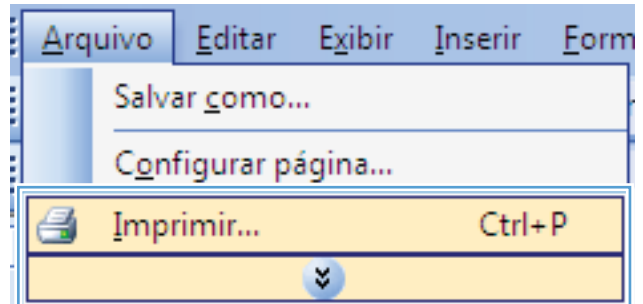 Arquivo Editar Exibir Inserir Form
Salvar como...
Configurar página...
Imprimir... Ctrl+P